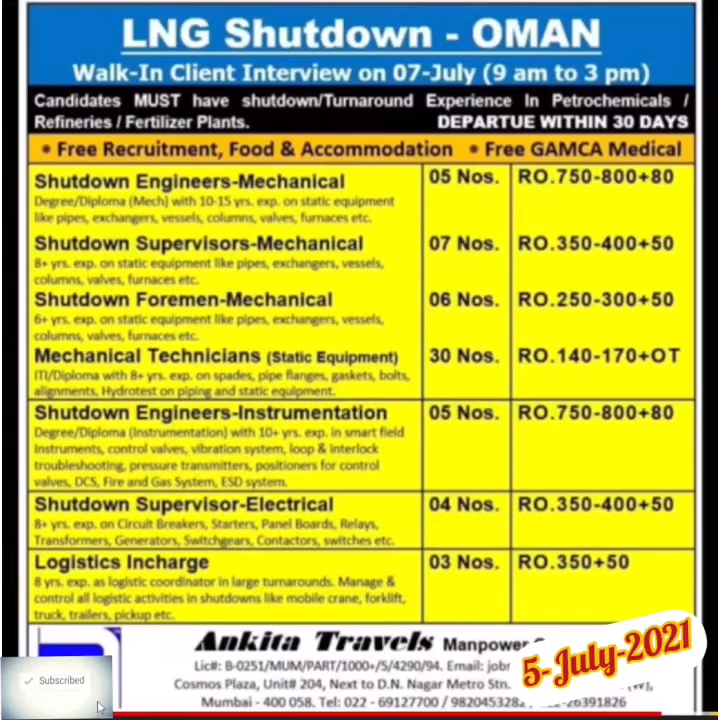 LNG Shutdown - OMAN
Walk-In Client Interview on 07-July (9 am to 3 pm)
Candidates MUST have shutdown/Turnaround Experience In Petrochemicals /
Refineries / Fertilizer Plants. DEPARTUE WITHIN 30 DAYS
• Free Recruitment, Food & Accommodation • Free GAMCA Medical
Shutdown Engineers-Mechanical 05 Nos. RO.750-800+80
Degree/Diploma (Mech) with 10-15 yrs. exp. on static equipment
like pipes, exchangers, vessels, columns, valves, furnaces etc.
Shutdown Supervisors-Mechanical 07 Nos. RO.350-400+50
8+ yrs. exp. on static equipment like pipes, exchangers, vessels,
columns, valves, furnaces etc.
Shutdown Foremen-Mechanical 06 Nos. RO.250-300+50
6+ yrs. exp. on static equipment like pipes, exchangers, vessels,
columns, valves, furnaces etc.
Mechanical Technicians (Static Equipment) 30 Nos. RO.140-170+OT
ITI/Diploma with 8+ yrs. exp. on spades, pipe flanges, gaskets, bolts,
alignments, Hydrotest on piping and static equipment.
Shutdown Engineers-Instrumentation 05 Nos. RO.750-800+80
Degree/Diploma (Instrumentation) with 10+ yrs. exp. in smart field
Instruments, control valves, vibration system, loop & interlock
troubleshooting, pressure transmitters, positioners for control
valves, DCS, Fire and Gas System, ESD system.
Shutdown Supervisor-Electrical 04 Nos. RO.350-400+50
8+ yrs. exp. on Circuit Breakers, Starters, Panel Boards, Relays,
Transformers, Generators, Switchgears, Contactors, switches etc.
Logistics Incharge 03 Nos. RO.350+50
8 yrs. exp. as logistic coordinator in large turnarounds. Manage &
control all logistic activities in shutdowns like mobile crane, forklift,
truck, trailers, pickup etc.
Ankita Travels Manpower
Lic#: B-0251/MUM/PART/1000+/5/4290/94. Email:
5-July-2021
Cosmos Plaza, Unit# 204, Next to D.N. Nagar Metro Stn.
Mumbai - 400 058. Tel: 022 - 69127700 / 9820453282 26391826
✓ Subscribed